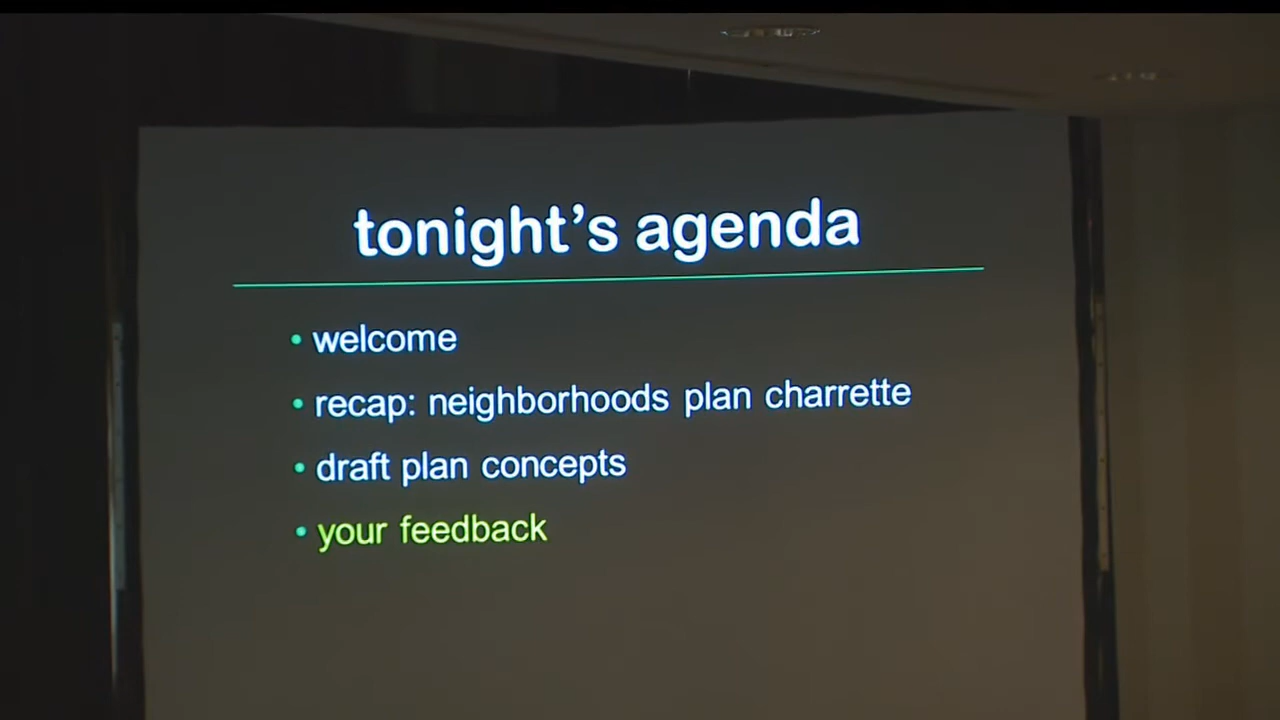 tonight’s agenda
• welcome
• recap: neighborhoods plan charrette
• draft plan concepts
• your feedback